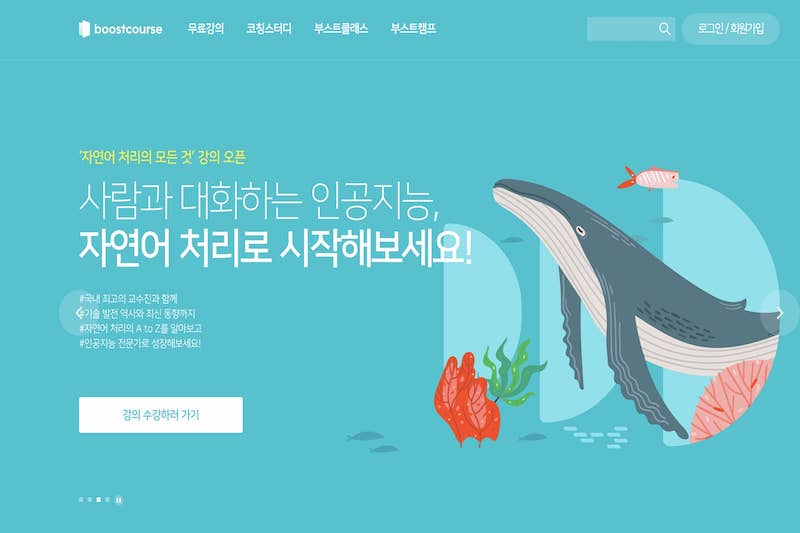 boostcourse
무료강의
코칭스터디
부스트클래스
부스트캠프
로그인 / 회원가입
'자연어 처리의 모든 것' 강의 오픈
사람과 대화하는 인공지능,
자연어 처리로 시작해보세요!
#국내 최고의 교수진과 함께
#기술 발전 역사와 최신 동향까지
#자연어 처리의 A to Z를 알아보고
#인공지능 전문가로 성장해보세요!
강의 수강하러 가기